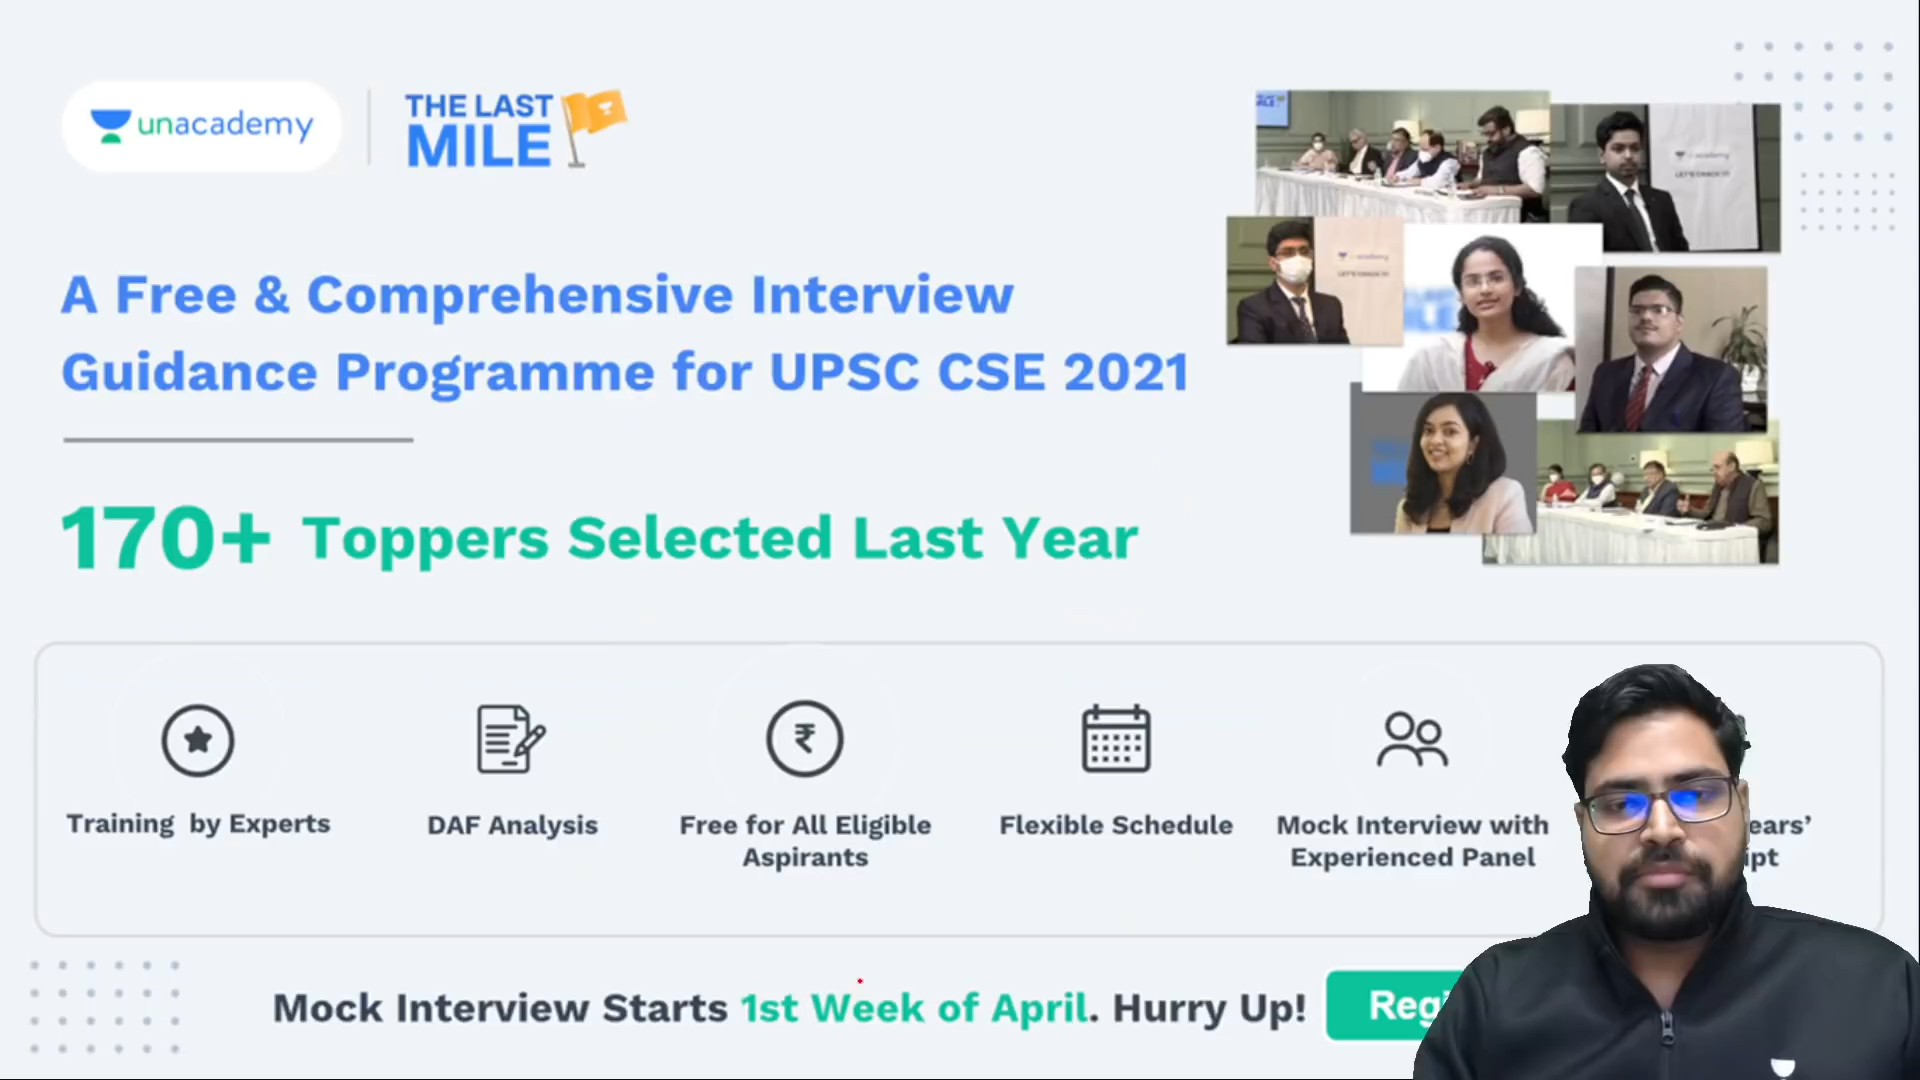 unacademy
THE LAST
MILE
A Free & Comprehensive Interview
Guidance Programme for UPSC CSE 2021
170+ Toppers Selected Last Year
Training by Experts
DAF Analysis
Free for All Eligible
Aspirants
Flexible Schedule
Mock Interview with
Experienced Panel
Mock Interview Starts 1st Week of April. Hurry Up!